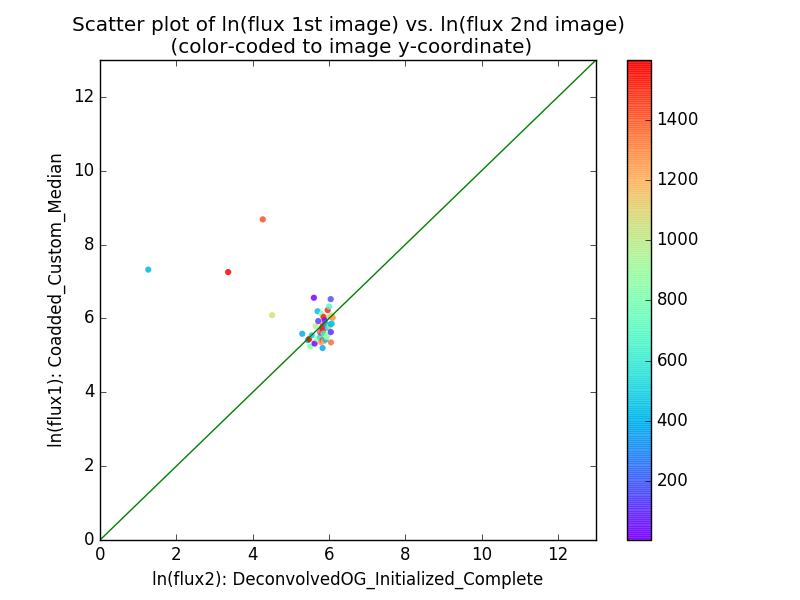 Scatter plot of ln(flux 1st image) vs. ln(flux 2nd image)
(color-coded to image y-coordinate)
ln(flux1): Coadded_Custom_Median
12
10
8
6
4
2
0
0 2 4 6 8 10 12
ln(flux2): DeconvolvedOG_Initialized_Complete
1400
1200
1000
800
600
400
200